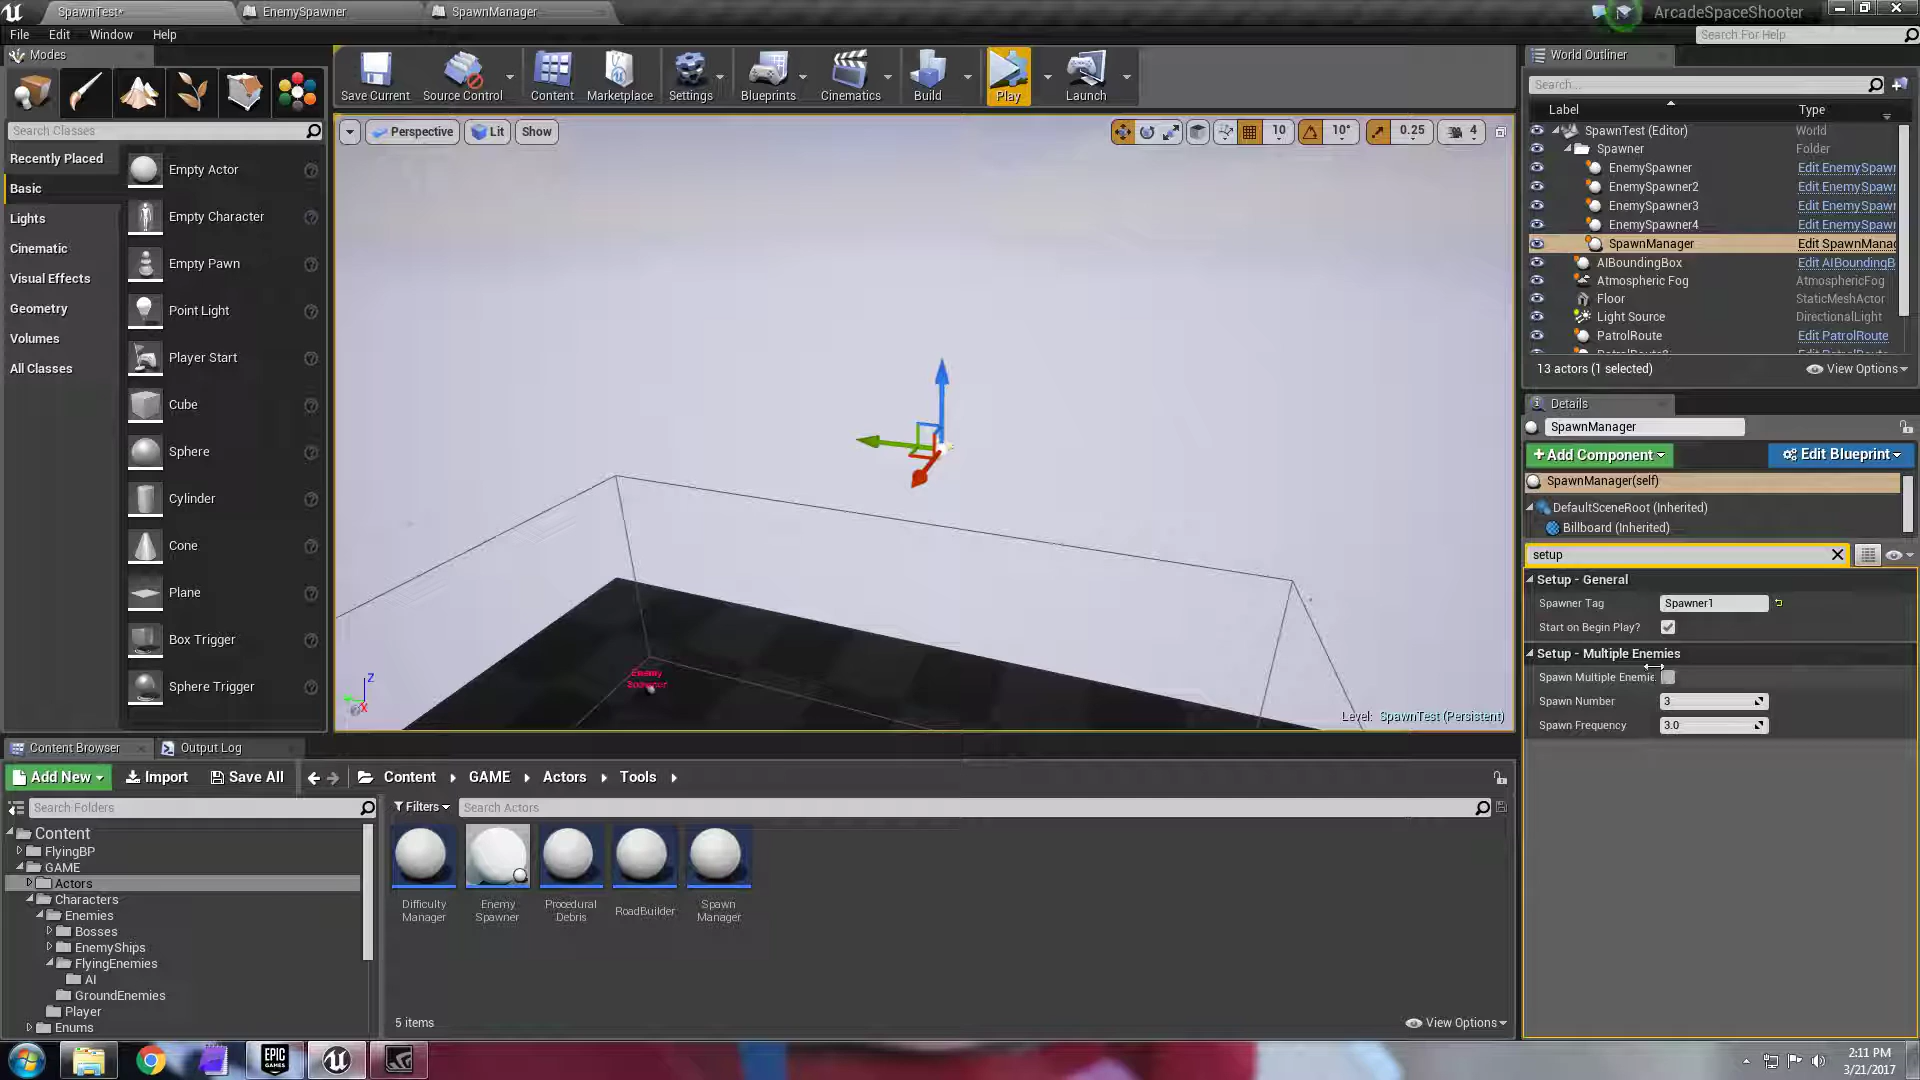 SpawnTest*
EnemySpawner
SpawnManager
ArcadeSpaceShooter
File Edit Window Help
Search For Help
Modes
Save Current
Source Control
Content
Marketplace
Settings
Blueprints
Cinematics
Build
Play
Launch
World Outliner
Search...
Label Type
Search Classes
Recently Placed
Basic
Lights
Cinematic
Visual Effects
Geometry
Volumes
All Classes
Empty Actor
Empty Character
Empty Pawn
Point Light
Player Start
Cube
Sphere
Cylinder
Cone
Plane
Box Trigger
Sphere Trigger
Perspective Lit Show
10 10° 0.25 4
Enemy
Spawner
Z
X
Level: SpawnTest (Persistent)
SpawnTest (Editor) World
Spawner Folder
EnemySpawner Edit EnemySpawn
EnemySpawner2 Edit EnemySpawn
EnemySpawner3 Edit EnemySpawn
EnemySpawner4 Edit EnemySpawn
SpawnManager Edit SpawnManag
AIBoundingBox Edit AIBoundingB
Atmospheric Fog AtmosphericFog
Floor StaticMeshActor
Light Source DirectionalLight
PatrolRoute Edit PatrolRoute
13 actors (1 selected) View Options
Details
SpawnManager
+Add Component Edit Blueprint
SpawnManager(self)
DefaultSceneRoot (Inherited)
Billboard (Inherited)
setup
Setup - General
Spawner Tag Spawner1
Start on Begin Play?
Setup - Multiple Enemies
Spawn Multiple Enemie
Spawn Number 3
Spawn Frequency 3.0
Content Browser Output Log
Add New Import Save All Content GAME Actors Tools
Search Folders
Filters Search Actors
Content
FlyingBP
GAME
Actors
Characters
Enemies
Bosses
EnemyShips
FlyingEnemies
AI
GroundEnemies
Player
Enums
Difficulty
Manager
Enemy
Spawner
Procedural
Debris
RoadBuilder
Spawn
Manager
5 items View Options
EPIC
GAMES
2:11 PM
3/21/2017